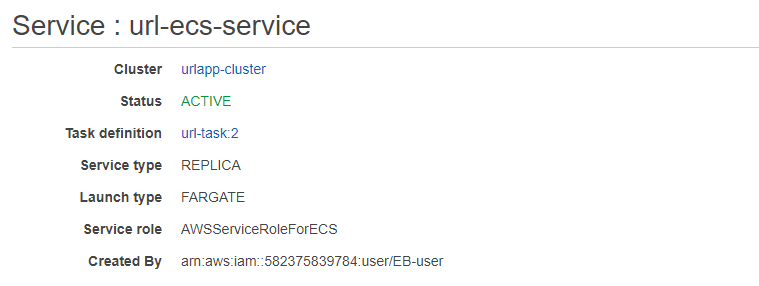 Service : url-ecs-service
Cluster urlapp-cluster
Status ACTIVE
Task definition url-task:2
Service type REPLICA
Launch type FARGATE
Service role AWSServiceRoleForECS
Created By arn:aws:iam::582375839784:user/EB-user